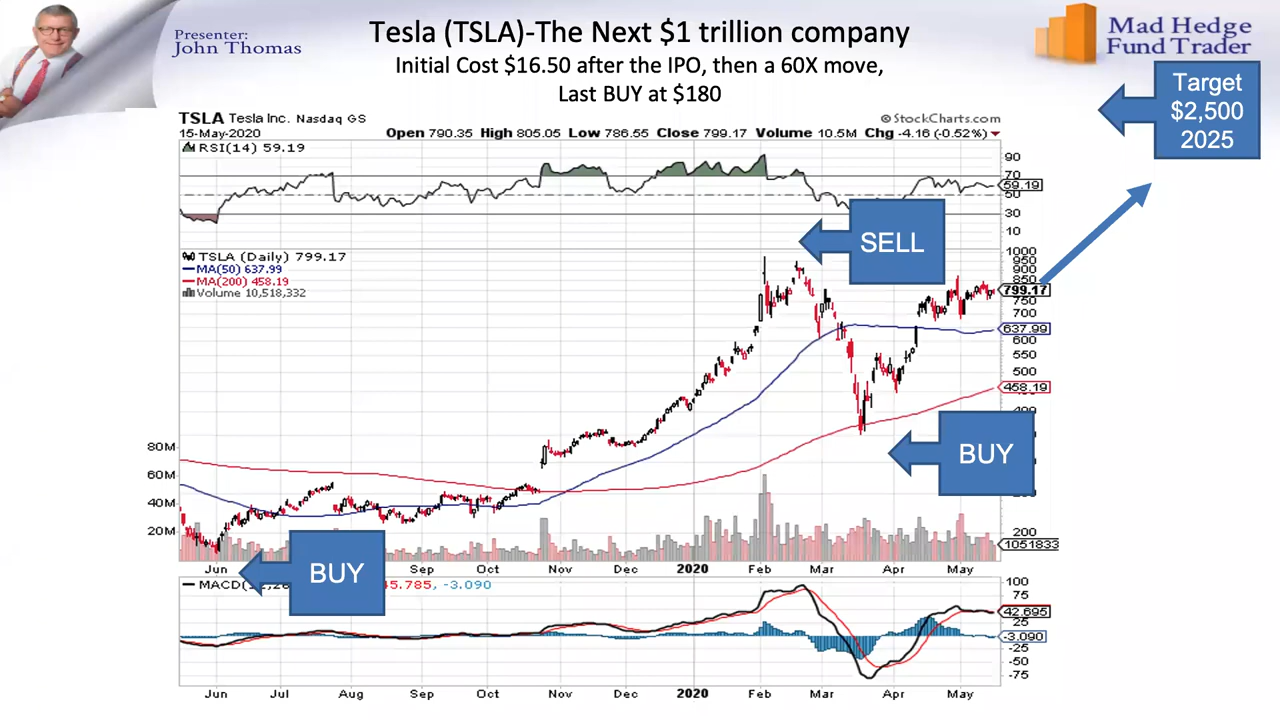 Presenter:
John Thomas
Tesla (TSLA)-The Next $1 trillion company
Initial Cost $16.50 after the IPO, then a 60X move,
Last BUY at $180
Mad Hedge
Fund Trader
Target
$2,500
2025
TSLA Tesla Inc. Nasdaq GS
© StockCharts.com
15-May-2020
Open 790.35 High 805.05 Low 786.55 Close 799.17 Volume 10.5M Chg -4.16 (-0.52%)
RSI(14) 59.19
90
70
59.19
50
30
10
SELL
TSLA (Daily) 799.17
MA(50) 637.99
MA(200) 458.19
Volume 10,518,332
1000
950
900
850
799.17
750
700
637.99
600
550
500
458.19
400
BUY
200
1051833
80M
60M
40M
20M
Jun
Oct
Nov
Dec
2020
Feb
Mar
Apr
May
BUY
MACD(12,26
45.785, -3.090
100
75
42.695
25
-3.090
-25
-50
-75
Jun Jul Aug Sep Oct Nov Dec 2020 Feb Mar Apr May